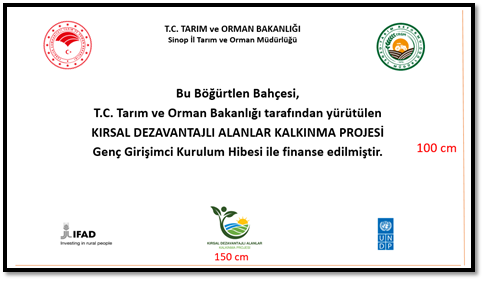 T.C. TARIM ve ORMAN BAKANLIĞI
Sinop İl Tarım ve Orman Müdürlüğü
Bu Böğürtlen Bahçesi,
T.C. Tarım ve Orman Bakanlığı tarafından yürütülen
KIRSAL DEZAVANTAJLI ALANLAR KALKINMA PROJESİ
Genç Girişimci Kurulum Hibesi ile finanse edilmiştir.
100 cm
IFAD
Investing in rural people
KIRSAL DEZAVANTAJLI ALANLAR
KALKINMA PROJESİ
U N
D P
150 cm